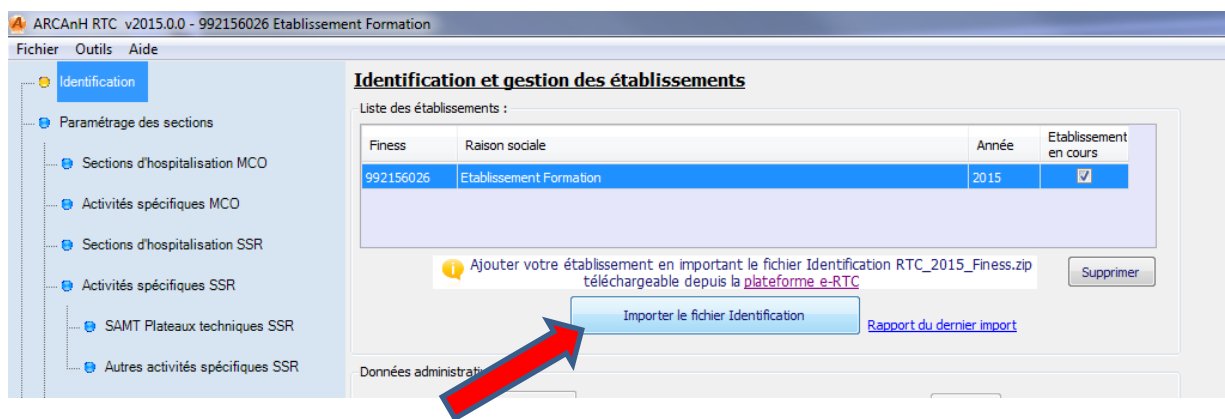 ARCAnH RTC v2015.0.0 - 992156026 Etablissement Formation
Fichier Outils Aide
Identification
Paramétrage des sections
Sections d'hospitalisation MCO
Activités spécifiques MCO
Sections d'hospitalisation SSR
Activités spécifiques SSR
SAMT Plateaux techniques SSR
Autres activités spécifiques SSR
Identification et gestion des établissements
Liste des établissements :
Finess Raison sociale Année Etablissement
en cours
992156026 Etablissement Formation 2015
Ajouter votre établissement en important le fichier Identification RTC_2015_Finess.zip
téléchargeable depuis la plateforme e-RTC
Supprimer
Importer le fichier Identification
Rapport du dernier import
Données